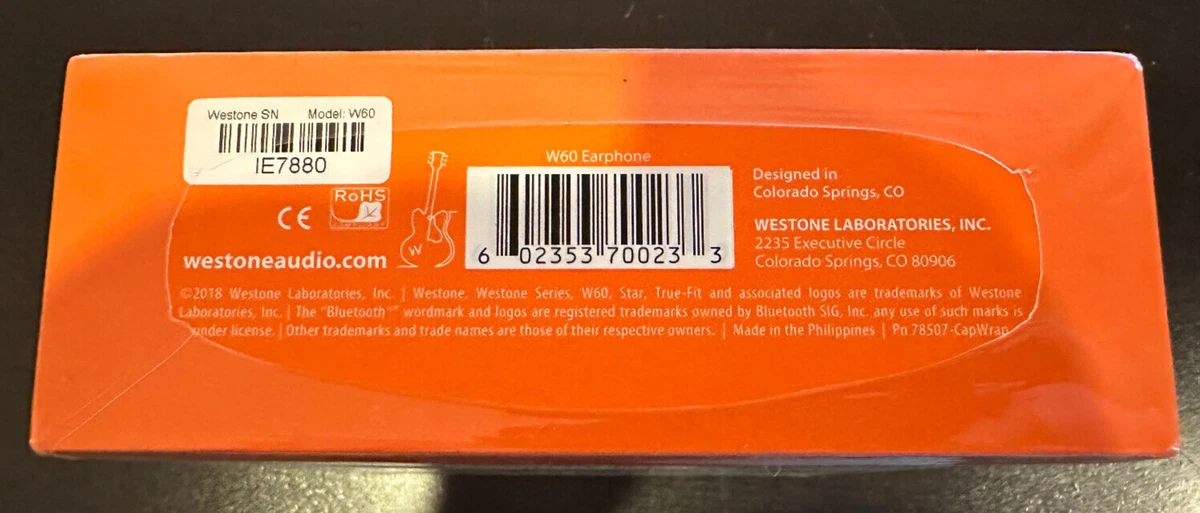 Westone SN Model: W60
IE7880
RoHS
CE
westoneaudio.com
W
W60 Earphone
6 02353 70023 3
Designed in
Colorado Springs, CO
WESTONE LABORATORIES, INC.
2235 Executive Circle
Colorado Springs, CO 80906
©2018 Westone Laboratories, Inc. | Westone, Westone Series, W60, Star, True-Fit and associated logos are trademarks of Westone
Laboratories, Inc. | The "Bluetooth®" wordmark and logos are registered trademarks owned by Bluetooth SIG, Inc. any use of such marks is
under license. | Other trademarks and trade names are those of their respective owners. | Made in the Philippines | Pn 78507-CapWrap